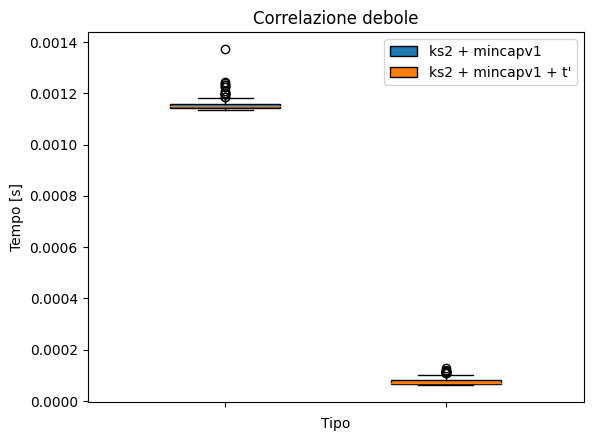 Correlazione debole
ks2 + mincapv1
ks2 + mincapv1 + t'
0.0014
0.0012
0.0010
0.0008
0.0006
0.0004
0.0002
0.0000
Tempo [s]
Tipo